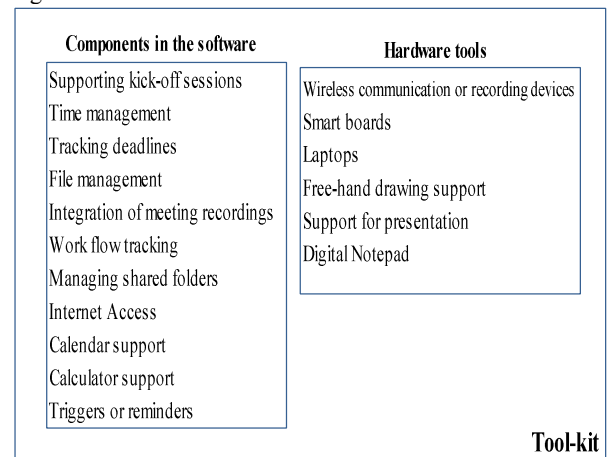 Components in the software
Supporting kick-off sessions
Time management
Tracking deadlines
File management
Integration of meeting recordings
Work flow tracking
Managing shared folders
Internet Access
Calendar support
Calculator support
Triggers or reminders
Hardware tools
Wireless communication or recording devices
Smart boards
Laptops
Free-hand drawing support
Support for presentation
Digital Notepad
Tool-kit